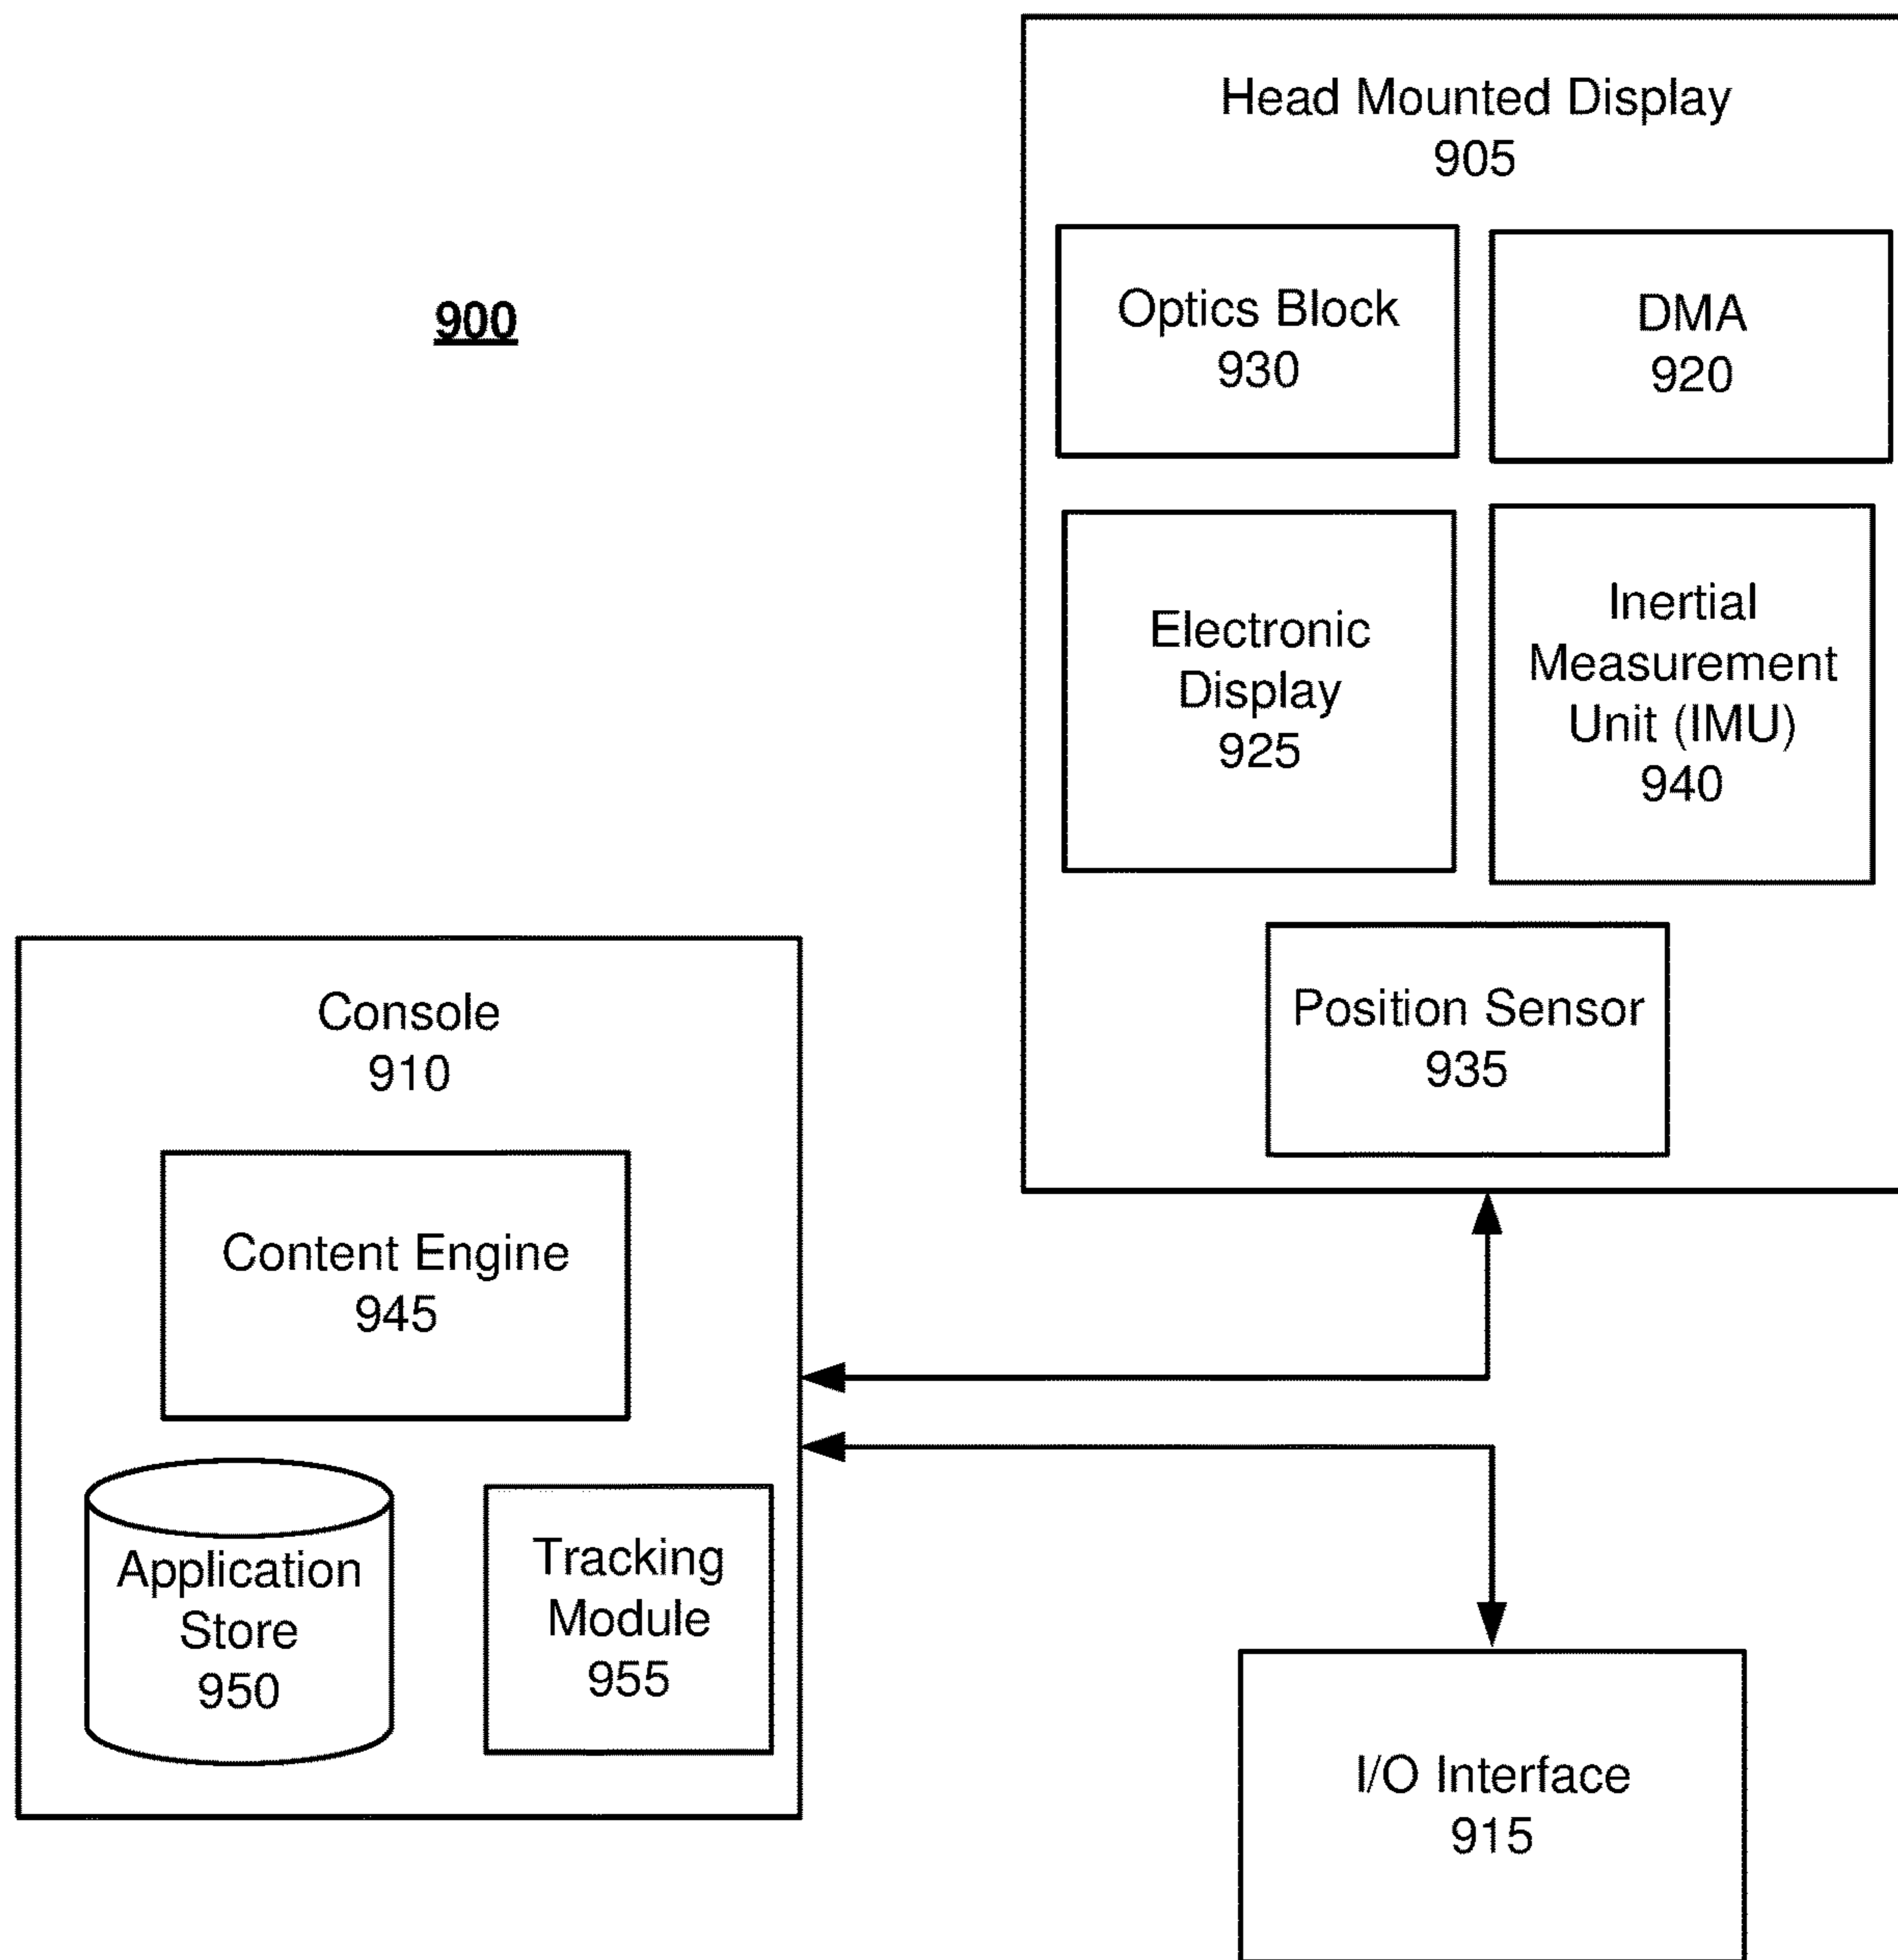 900
Head Mounted Display
905
Optics Block
930
DMA
920
Electronic
Display
925
Inertial
Measurement
Unit (IMU)
940
Position Sensor
935
Console
910
Content Engine
945
Application
Store
950
Tracking
Module
955
I/O Interface
915